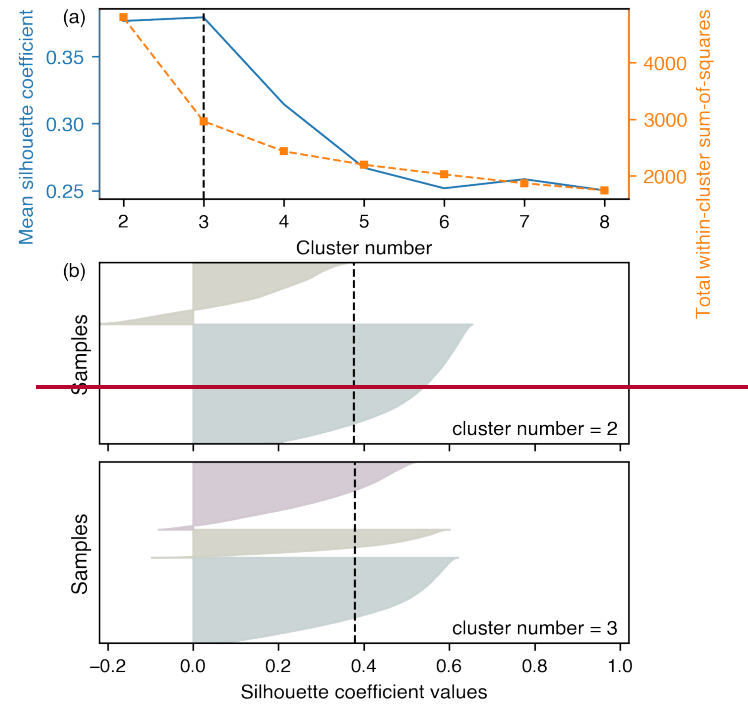 (a)
Mean silhouette coefficient
0.35
0.30
0.25
4000
3000
2000
Total within-cluster sum-of-squares
2 3 4 5 6 7 8
Cluster number
(b)
Samples
cluster number = 2
Samples
cluster number = 3
−0.2 0.0 0.2 0.4 0.6 0.8 1.0
Silhouette coefficient values